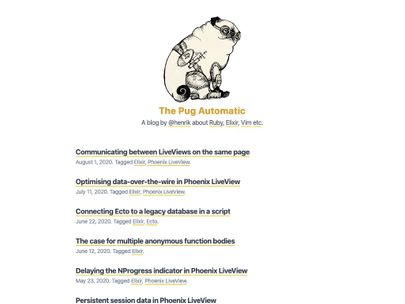 The Pug Automatic
A blog by @henrik about Ruby, Elixir, Vim etc.
Communicating between LiveViews on the same page
August 1, 2020. Tagged Elixir, Phoenix LiveView.
Optimising data-over-the-wire in Phoenix LiveView
July 11, 2020. Tagged Elixir, Phoenix LiveView.
Connecting Ecto to a legacy database in a script
June 22, 2020. Tagged Elixir, Ecto.
The case for multiple anonymous function bodies
June 12, 2020. Tagged Elixir.
Delaying the NProgress indicator in Phoenix LiveView
May 23, 2020. Tagged Elixir, Phoenix LiveView.
Persistent session data in Phoenix LiveView